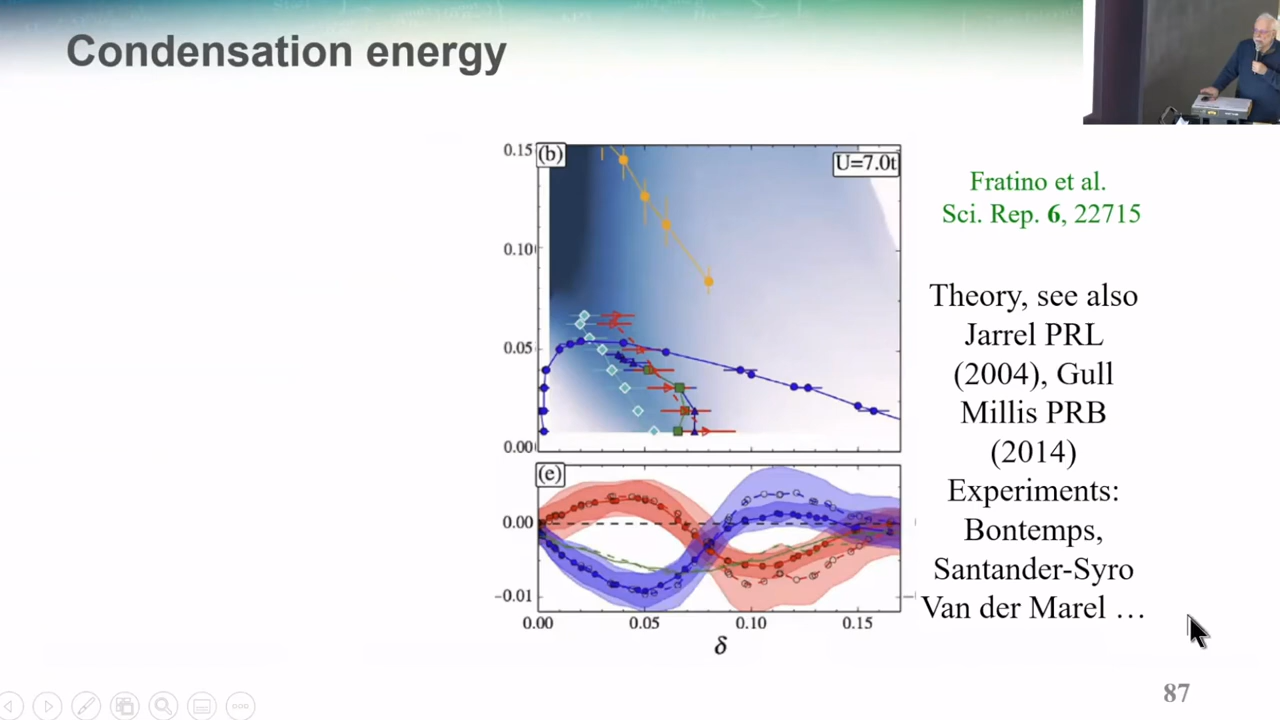 Condensation energy
(b)
U=7.0t
0.15
0.10
0.05
0.00
(e)
0.00
−0.01
0.00 0.05 0.10 0.15
δ
Fratino et al.
Sci. Rep. 6, 22715
Theory, see also
Jarrel PRL
(2004), Gull
Millis PRB
(2014)
Experiments:
Bontemps,
Santander-Syro
Van der Marel …
87